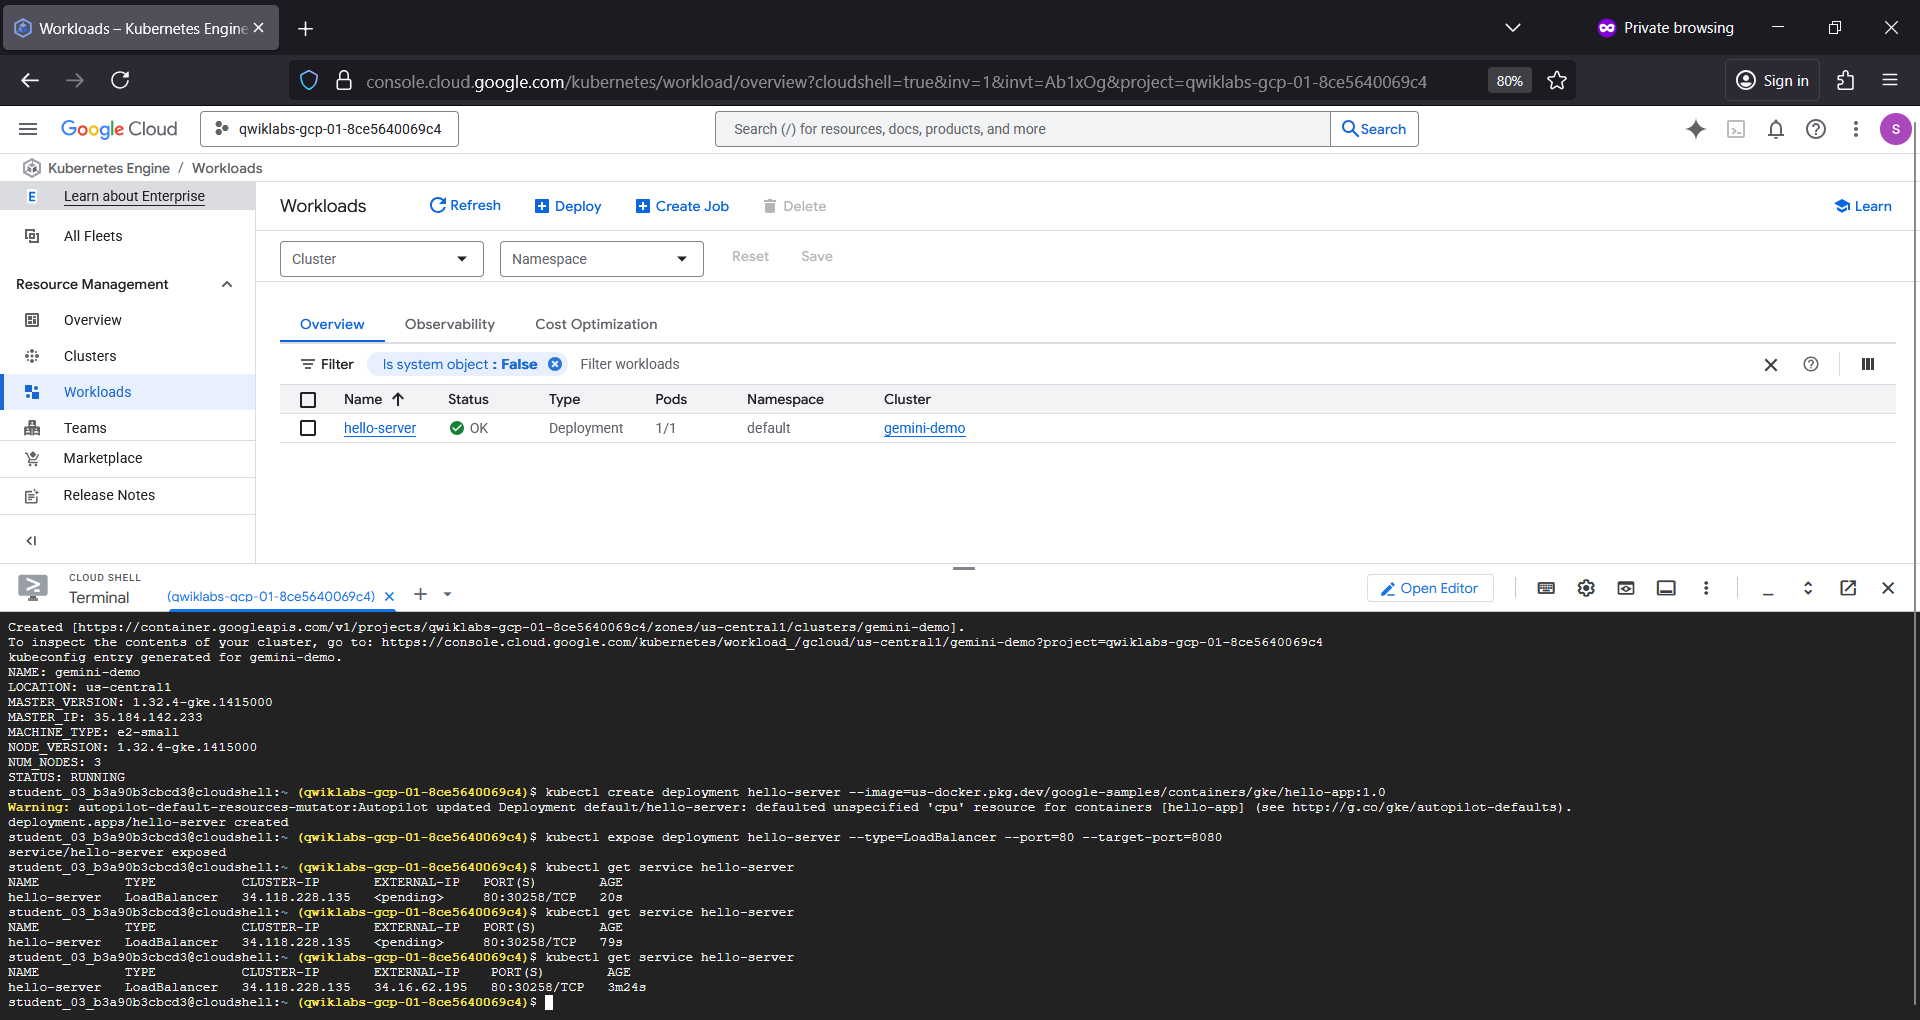 Workloads – Kubernetes Engine
Private browsing
console.cloud.google.com/kubernetes/workload/overview?cloudshell=true&inv=1&invt=Ab1xOg&project=qwiklabs-gcp-01-8ce5640069c4
80%
Sign in
Google Cloud
qwiklabs-gcp-01-8ce5640069c4
Search (/) for resources, docs, products, and more
Search
S
Kubernetes Engine / Workloads
E Learn about Enterprise
All Fleets
Resource Management
Overview
Clusters
Workloads
Teams
Marketplace
Release Notes
Workloads
Refresh
Deploy
Create Job
Delete
Learn
Cluster
Namespace
Reset
Save
Overview
Observability
Cost Optimization
Filter
Is system object : False
Filter workloads
Name Status Type Pods Namespace Cluster
hello-server OK Deployment 1/1 default gemini-demo
CLOUD SHELL
Terminal
(qwiklabs-gcp-01-8ce5640069c4)
Open Editor
Created [https://container.googleapis.com/v1/projects/qwiklabs-gcp-01-8ce5640069c4/zones/us-central1/clusters/gemini-demo].
To inspect the contents of your cluster, go to: https://console.cloud.google.com/kubernetes/workload_/gcloud/us-central1/gemini-demo?project=qwiklabs-gcp-01-8ce5640069c4
kubeconfig entry generated for gemini-demo.
NAME: gemini-demo
LOCATION: us-central1
MASTER_VERSION: 1.32.4-gke.1415000
MASTER_IP: 35.184.142.233
MACHINE_TYPE: e2-small
NODE_VERSION: 1.32.4-gke.1415000
NUM_NODES: 3
STATUS: RUNNING
student_03_b3a90b3cbcd3@cloudshell:~ (qwiklabs-gcp-01-8ce5640069c4)$ kubectl create deployment hello-server --image=us-docker.pkg.dev/google-samples/containers/gke/hello-app:1.0
Warning: autopilot-default-resources-mutator:Autopilot updated Deployment default/hello-server: defaulted unspecified 'cpu' resource for containers [hello-app] (see http://g.co/gke/autopilot-defaults).
deployment.apps/hello-server created
student_03_b3a90b3cbcd3@cloudshell:~ (qwiklabs-gcp-01-8ce5640069c4)$ kubectl expose deployment hello-server --type=LoadBalancer --port=80 --target-port=8080
service/hello-server exposed
student_03_b3a90b3cbcd3@cloudshell:~ (qwiklabs-gcp-01-8ce5640069c4)$ kubectl get service hello-server
NAME TYPE CLUSTER-IP EXTERNAL-IP PORT(S) AGE
hello-server LoadBalancer 34.118.228.135 <pending> 80:30258/TCP 20s
student_03_b3a90b3cbcd3@cloudshell:~ (qwiklabs-gcp-01-8ce5640069c4)$ kubectl get service hello-server
NAME TYPE CLUSTER-IP EXTERNAL-IP PORT(S) AGE
hello-server LoadBalancer 34.118.228.135 <pending> 80:30258/TCP 79s
student_03_b3a90b3cbcd3@cloudshell:~ (qwiklabs-gcp-01-8ce5640069c4)$ kubectl get service hello-server
NAME TYPE CLUSTER-IP EXTERNAL-IP PORT(S) AGE
hello-server LoadBalancer 34.118.228.135 34.16.62.195 80:30258/TCP 3m24s
student_03_b3a90b3cbcd3@cloudshell:~ (qwiklabs-gcp-01-8ce5640069c4)$